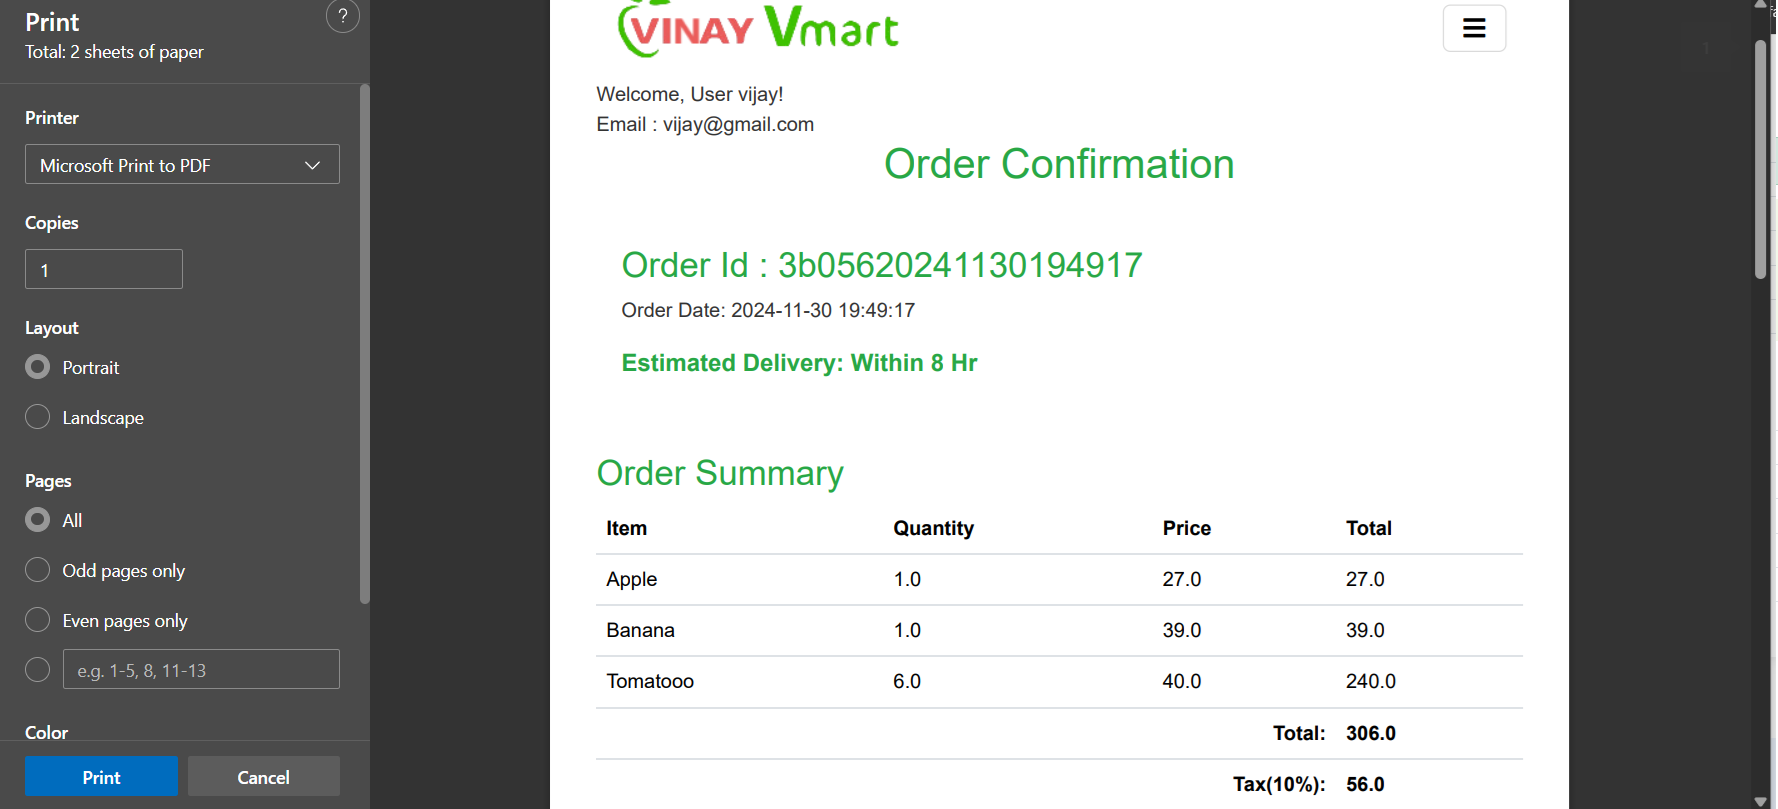 Print
?
Total: 2 sheets of paper
Printer
Microsoft Print to PDF
Copies
1
Layout
Portrait
Landscape
Pages
All
Odd pages only
Even pages only
e.g. 1-5, 8, 11-13
Color
Print Cancel
VINAY Vmart
Welcome, User vijay!
Email : vijay@gmail.com
Order Confirmation
Order Id : 3b05620241130194917
Order Date: 2024-11-30 19:49:17
Estimated Delivery: Within 8 Hr
Order Summary
Item Quantity Price Total
Apple 1.0 27.0 27.0
Banana 1.0 39.0 39.0
Tomatooo 6.0 40.0 240.0
Total: 306.0
Tax(10%): 56.0